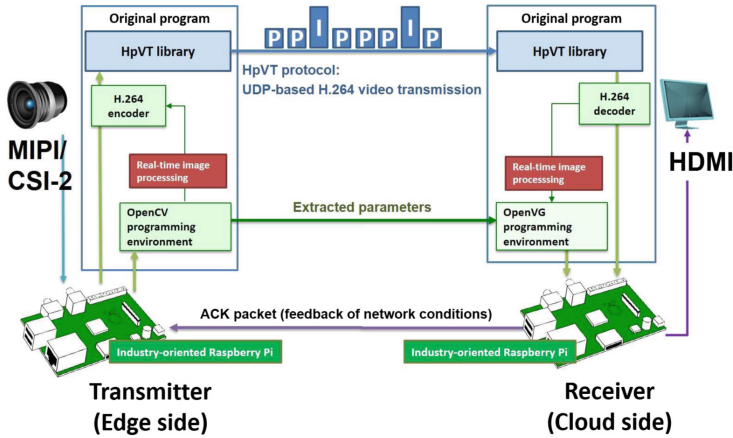 Original program
HpVT library
P P I P P P I P
Original program
HpVT library
HpVT protocol:
UDP-based H.264 video transmission
H.264
encoder
H.264
decoder
MIPI/
CSI-2
HDMI
Real-time image
processsing
Real-time image
processsing
OpenCV
programming
environment
Extracted parameters
OpenVG
programming
environment
ACK packet (feedback of network conditions)
Industry-oriented Raspberry Pi
Industry-oriented Raspberry Pi
Transmitter
(Edge side)
Receiver
(Cloud side)